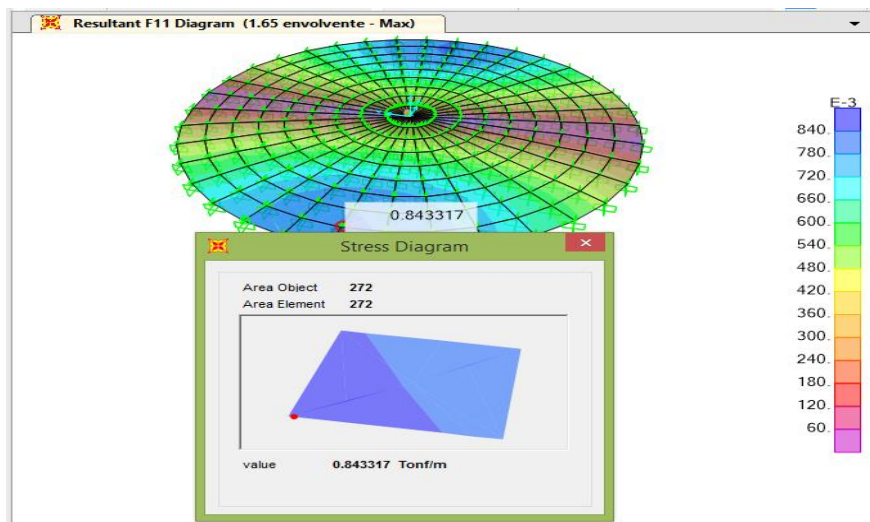 Resultant F11 Diagram (1.65 envolvente - Max)
E-3
840.
780.
720.
660.
600.
540.
480.
420.
360.
300.
240.
180.
120.
60.
0.843317
Stress Diagram
Area Object 272
Area Element 272
value 0.843317 Tonf/m